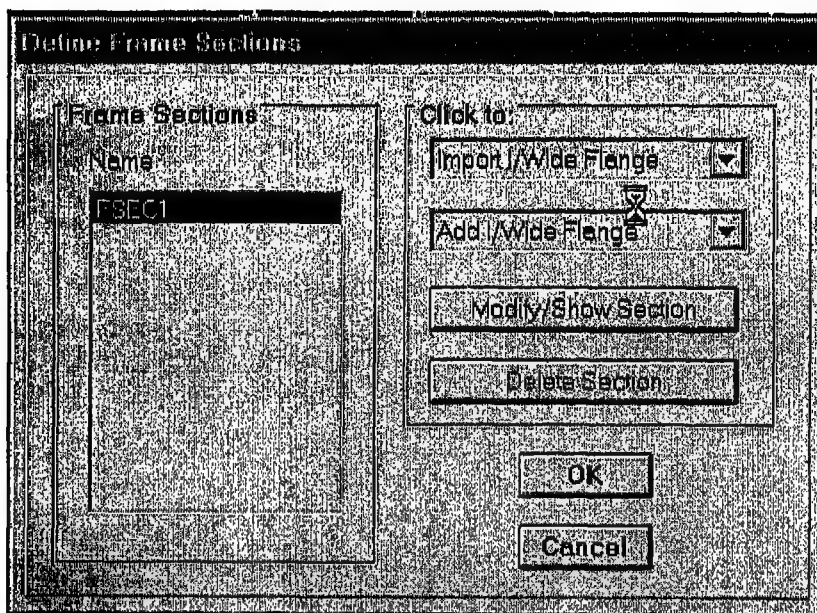 Define Frame Sections
Frame Sections
Name
FSEC1
Click to:
Import I/Wide Flange
Add I/Wide Flange
Modify/Show Section
Delete Section
OK
Cancel